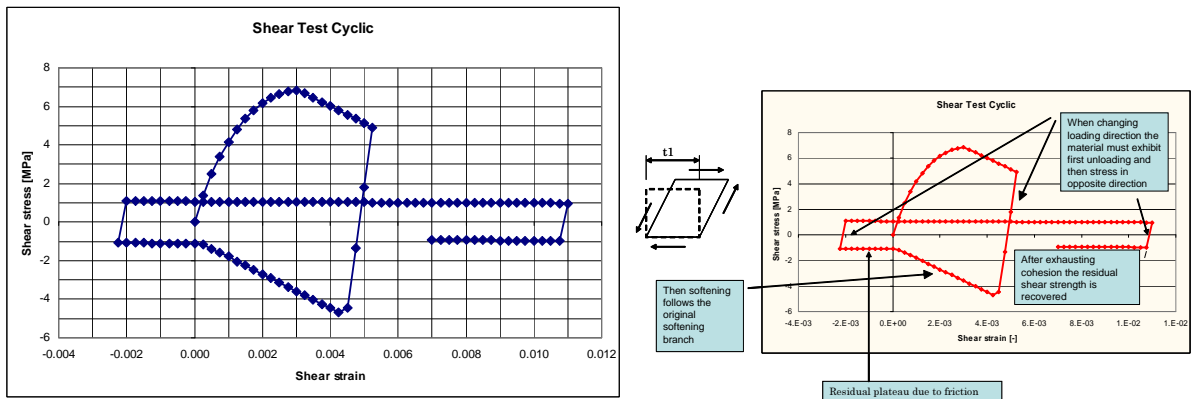 Shear Test Cyclic
8
6
4
2
0
-2
-4
-6
-0.004 -0.002 0.000 0.002 0.004 0.006 0.008 0.010 0.012
Shear stress [MPa]
Shear strain
t1
Shear Test Cyclic
8
6
4
2
0
-2
-4
-6
-4.E-03 -2.E-03 0.E+00 2.E-03 4.E-03 6.E-03 8.E-03 1.E-02 1.E-02
Shear stress [MPa]
Shear strain [-]
When changing
loading direction the
material must exhibit
first unloading and
then stress in
opposite direction
After exhausting
cohesion the residual
shear strength is
recovered
Then softening
follows the
original
softening
branch
Residual plateau due to friction